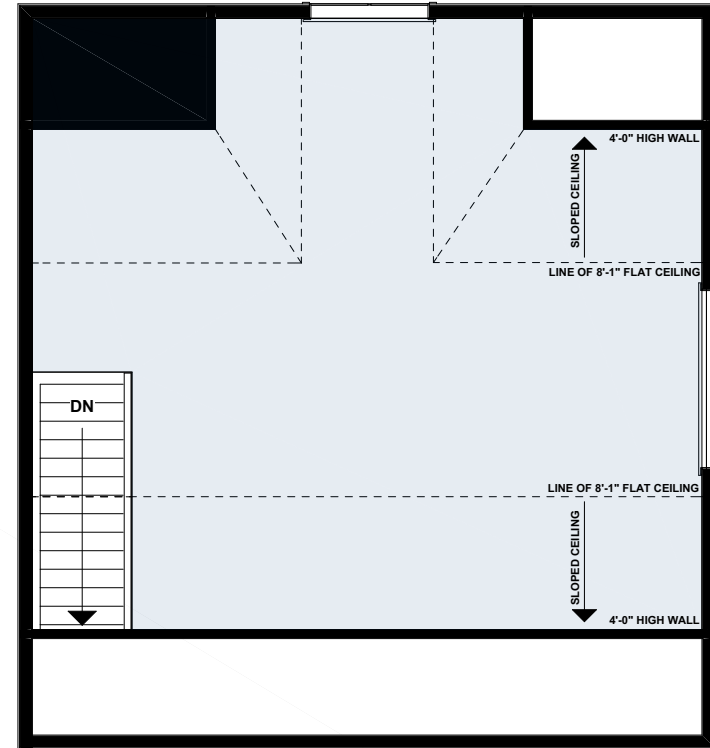 4'-0" HIGH WALL
SLOPED CEILING
LINE OF 8'-1" FLAT CEILING
DN
LINE OF 8'-1" FLAT CEILING
SLOPED CEILING
4'-0" HIGH WALL